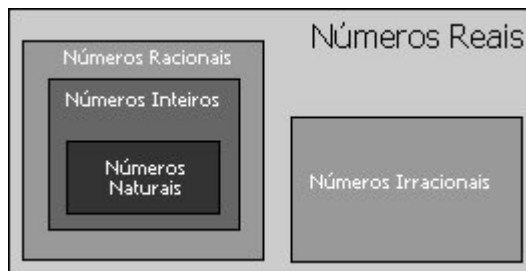 Números Reais
Números Racionais
Números Inteiros
Números
Naturais
Números Irracionais